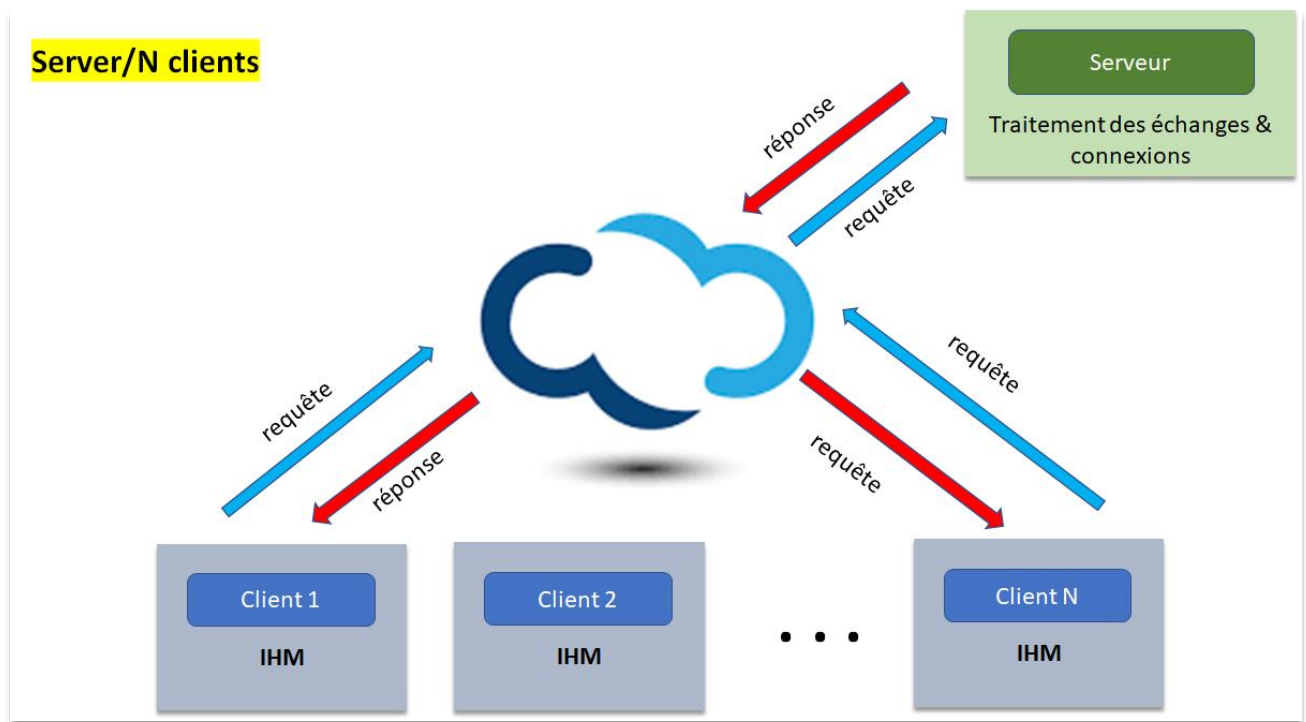 Server/N clients
Serveur
Traitement des échanges &
connexions
réponse
requête
requête
réponse
requête
requête
Client 1
IHM
Client 2
IHM
. . .
Client N
IHM